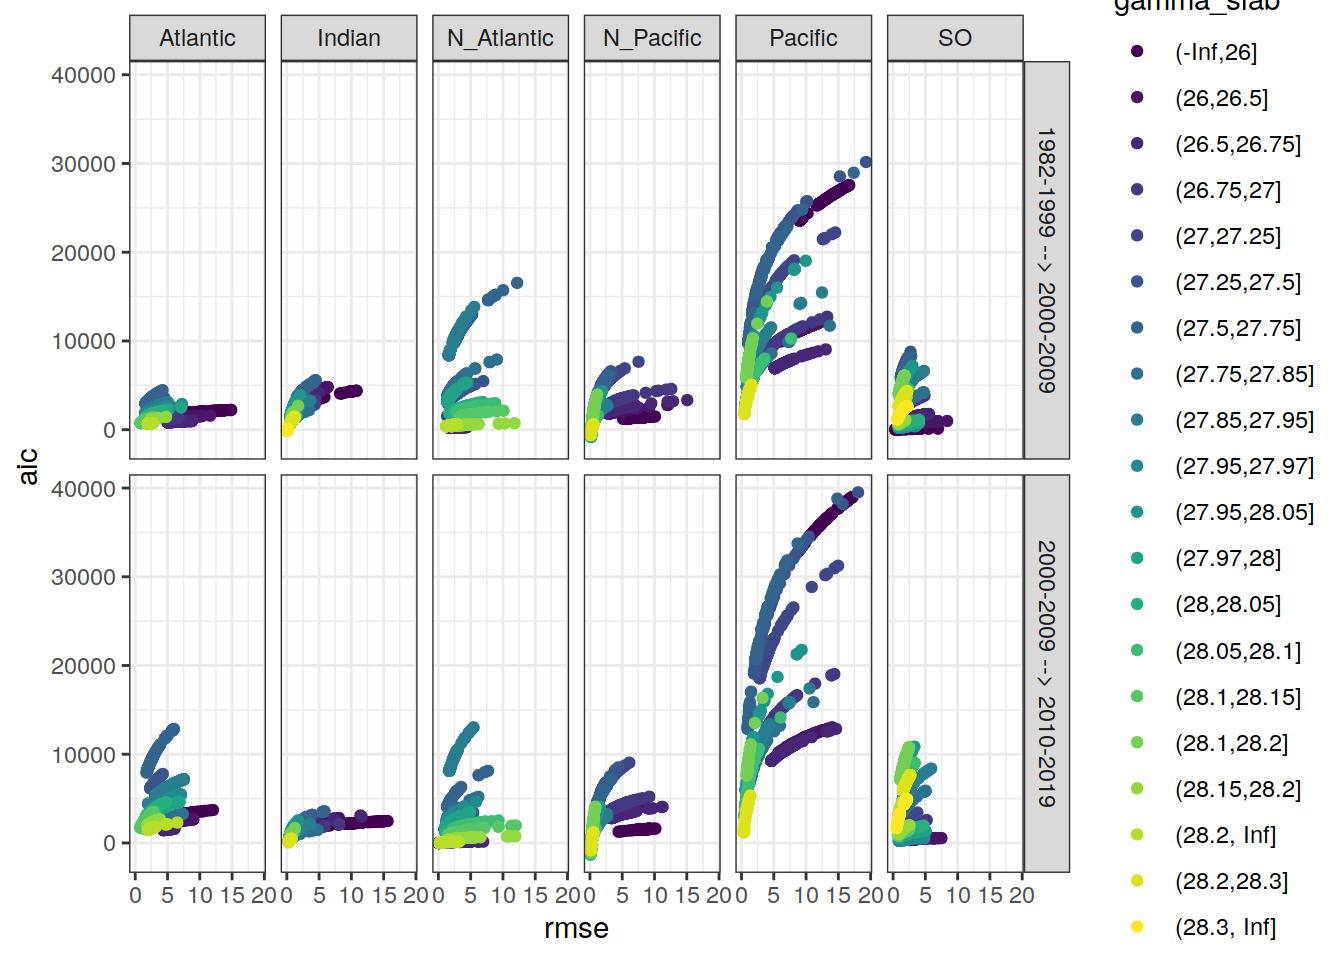 gamma_slab
Atlantic Indian N_Atlantic N_Pacific Pacific SO
(-Inf,26]
(26,26.5]
(26.5,26.75]
(26.75,27]
(27,27.25]
(27.25,27.5]
(27.5,27.75]
(27.75,27.85]
(27.85,27.95]
(27.95,27.97]
(27.95,28.05]
(27.97,28]
(28,28.05]
(28.05,28.1]
(28.1,28.15]
(28.1,28.2]
(28.15,28.2]
(28.2, Inf]
(28.2,28.3]
(28.3, Inf]
40000
30000
20000
10000
0
1982-1999 --> 2000-2009
aic
40000
30000
20000
10000
0
2000-2009 --> 2010-2019
0 5 10 15 20 0 5 10 15 20 0 5 10 15 20 0 5 10 15 20 0 5 10 15 20 0 5 10 15 20
rmse